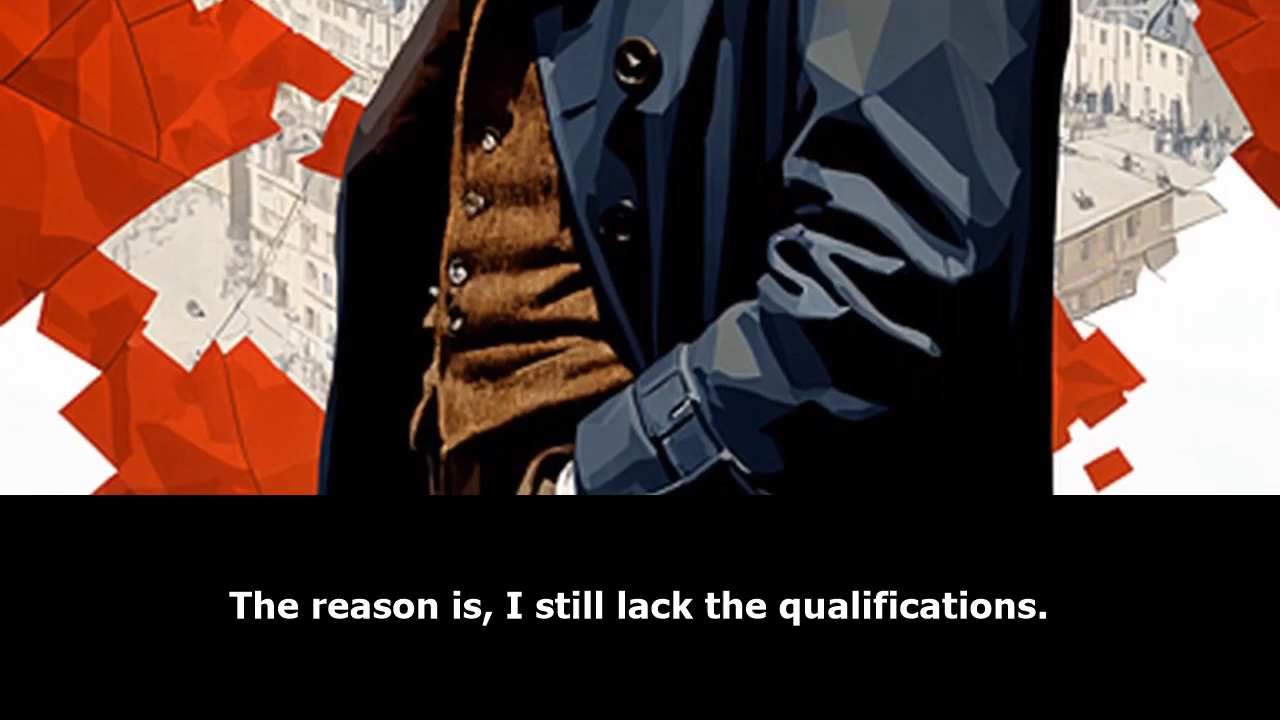 The reason is, I still lack the qualifications.